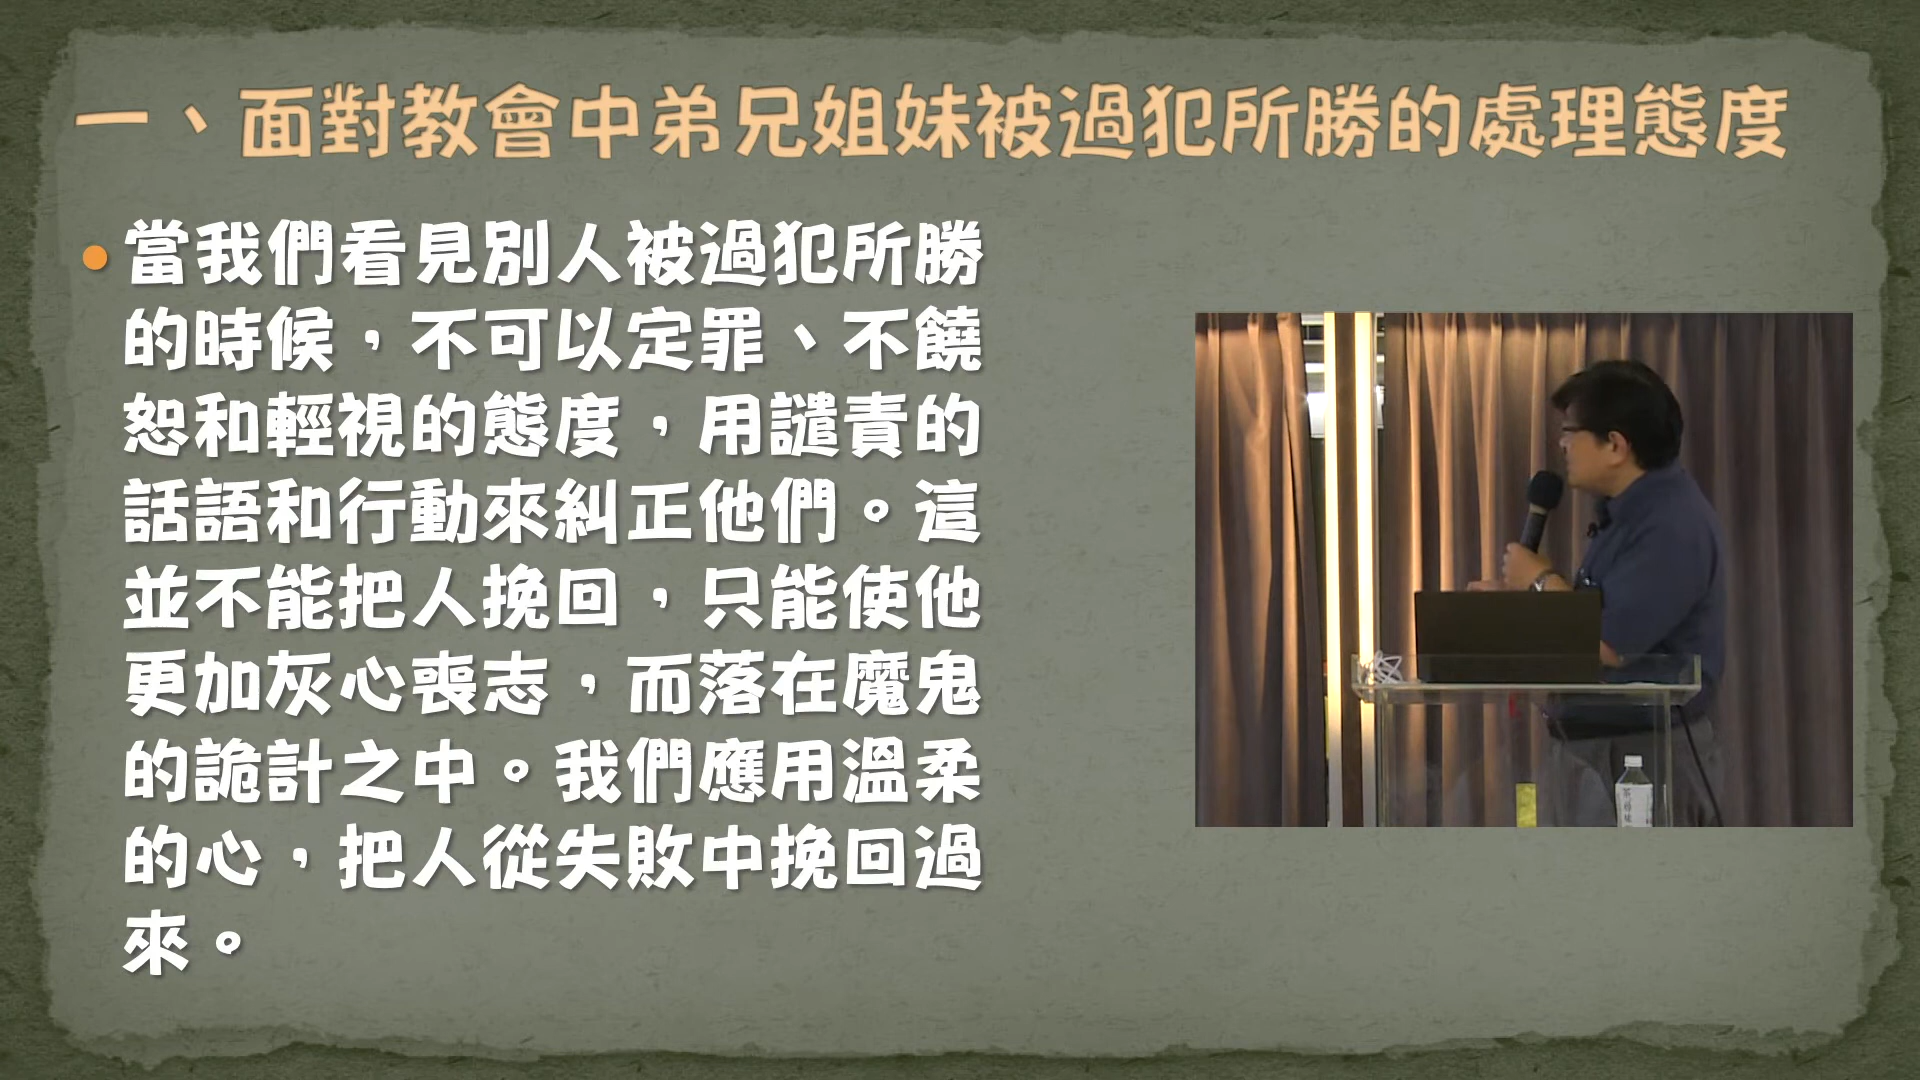 一、面對教會中弟兄姐妹被過犯所勝的處理態度
當我們看見別人被過犯所勝
的時候，不可以定罪、不饒
恕和輕視的態度，用譴責的
話語和行動來糾正他們。這
並不能把人挽回，只能使他
更加灰心喪志，而落在魔鬼
的詭計之中。我們應用溫柔
的心，把人從失敗中挽回過
來。